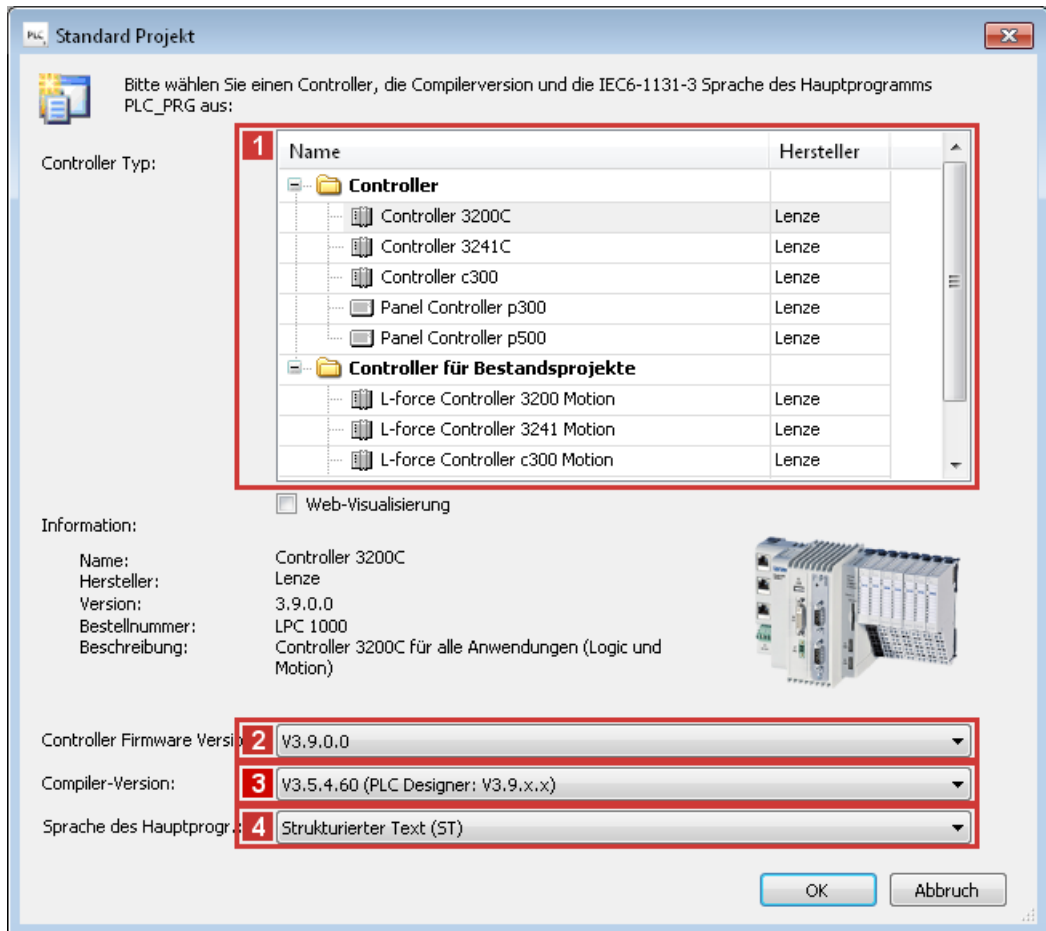 PLC Standard Projekt
Bitte wählen Sie einen Controller, die Compilerversion und die IEC6-1131-3 Sprache des Hauptprogramms
PLC_PRG aus:
Controller Typ:
1
Name Hersteller
Controller
Controller 3200C Lenze
Controller 3241C Lenze
Controller c300 Lenze
Panel Controller p300 Lenze
Panel Controller p500 Lenze
Controller für Bestandsprojekte
L-force Controller 3200 Motion Lenze
L-force Controller 3241 Motion Lenze
L-force Controller c300 Motion Lenze
Web-Visualisierung
Information:
Name: Controller 3200C
Hersteller: Lenze
Version: 3.9.0.0
Bestellnummer: LPC 1000
Beschreibung: Controller 3200C für alle Anwendungen (Logic und
Motion)
Controller Firmware Versio 2 V3.9.0.0
Compiler-Version: 3 V3.5.4.60 (PLC Designer: V3.9.x.x)
Sprache des Hauptprogr.: 4 Strukturierter Text (ST)
OK Abbruch